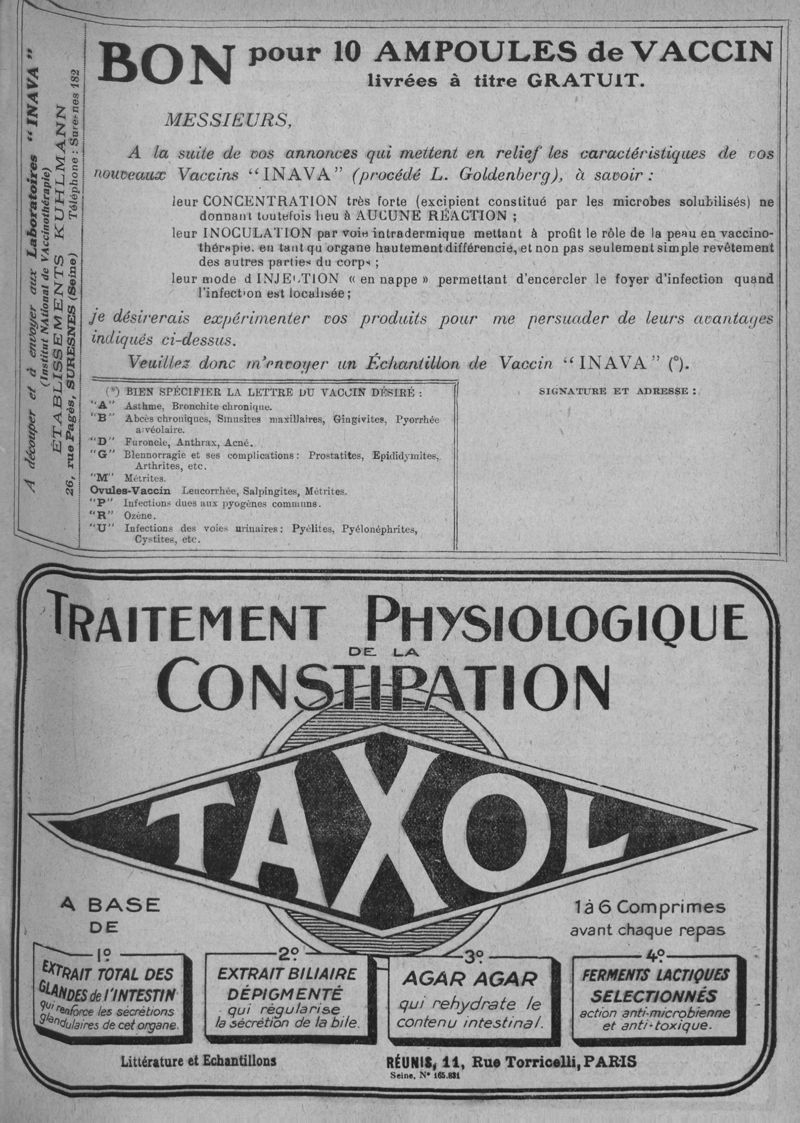 A découper et à envoyer aux Laboratoires "INAVA"
(Institut NAtional de VAccinothérapie)
ÉTABLISSEMENTS KUHLMANN
26, rue Pagès, SURESNES (Seine) Téléphone : Suresnes 182
BON pour 10 AMPOULES de VACCIN
livrées à titre GRATUIT.
MESSIEURS,
A la suite de vos annonces qui mettent en relief les caractéristiques de vos
nouveaux Vaccins "INAVA" (procédé L. Goldenberg), à savoir :
leur CONCENTRATION très forte (excipient constitué par les microbes solubilisés) ne
donnant toutefois lieu à AUCUNE RÉACTION ;
leur INOCULATION par voie intradermique mettant à profit le rôle de la peau en vaccino-
thérapie, en tant qu'organe hautement différencié, et non pas seulement simple revêtement
des autres parties du corps ;
leur mode d'INJECTION « en nappe » permettant d'encercler le foyer d'infection quand
l'infection est localisée ;
je désirerais expérimenter vos produits pour me persuader de leurs avantages
indiqués ci-dessus.
Veuillez donc m'envoyer un Échantillon de Vaccin "INAVA" (*).
(*) BIEN SPÉCIFIER LA LETTRE DU VACCIN DÉSIRÉ :
"A" Asthme, Bronchite chronique.
"B" Abcès chroniques, Sinusites maxillaires, Gingivites, Pyorrhée
alvéolaire.
"D" Furoncle, Anthrax, Acné.
"G" Blennorragie et ses complications : Prostatites, Epididymites,
Arthrites, etc.
"M" Métrites.
Ovules-Vaccin Leucorrhée, Salpingites, Métrites.
"P" Infections dues aux pyogènes communs.
"R" Ozène.
"U" Infections des voies urinaires : Pyélites, Pyélonéphrites,
Cystites, etc.
SIGNATURE ET ADRESSE :
TRAITEMENT PHYSIOLOGIQUE
DE LA
CONSTIPATION
TAXOL
A BASE
DE
1à6 Comprimes
avant chaque repas
1º
EXTRAIT TOTAL DES
GLANDES de l'INTESTIN
qui renforce les sécrétions
glandulaires de cet organe.
2º
EXTRAIT BILIAIRE
DÉPIGMENTÉ
qui régularise
la sécrétion de la bile.
3º
AGAR AGAR
qui rehydrate le
contenu intestinal.
4º
FERMENTS LACTIQUES
SELECTIONNÉS
action anti-microbienne
et anti-toxique.
Littérature et Echantillons
RÉUNIS, 11, Rue Torricelli, PARIS
Seine, Nº 165.831